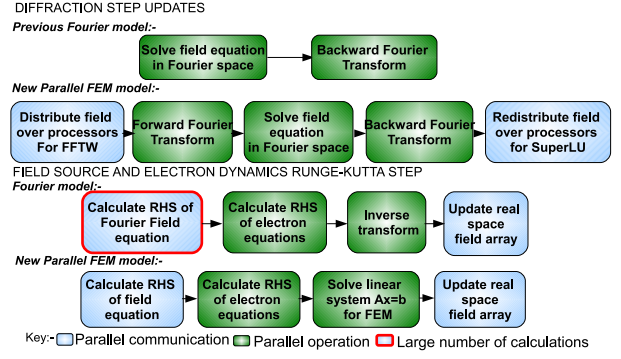 DIFFRACTION STEP UPDATES
Previous Fourier model:-
Solve field equation
in Fourier space
Backward Fourier
Transform
New Parallel FEM model:-
Distribute field
over processors
For FFTW
Forward Fourier
Transform
Solve field
equation
in Fourier space
Backward Fourier
Transform
Redistribute field
over processors
for SuperLU
FIELD SOURCE AND ELECTRON DYNAMICS RUNGE-KUTTA STEP
Fourier model:-
Calculate RHS of
Fourier Field
equation
Calculate RHS
of electron
equations
Inverse
transform
Update real
space
field array
New Parallel FEM model:-
Calculate RHS
of field
equation
Calculate RHS
of electron
equations
Solve linear
system Ax=b
for FEM
Update real
space
field array
Key:- Parallel communication Parallel operation Large number of calculations